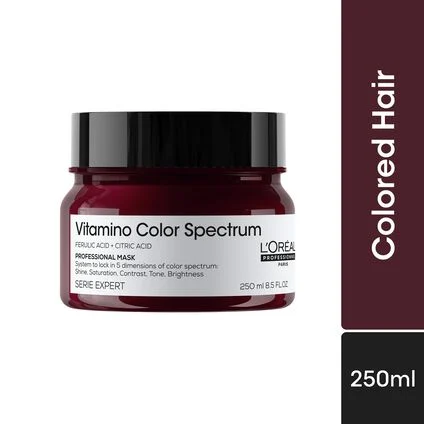 Vitamino Color Spectrum
FERULIC ACID + CITRIC ACID
PROFESSIONAL MASK
System to lock in 5 dimensions of color spectrum:
Shine, Saturation, Contrast, Tone, Brightness
SERIE EXPERT
L'ORÉAL
PROFESSIONNEL
PARIS
250 ml 8.5 FL.OZ
Colored Hair
250ml